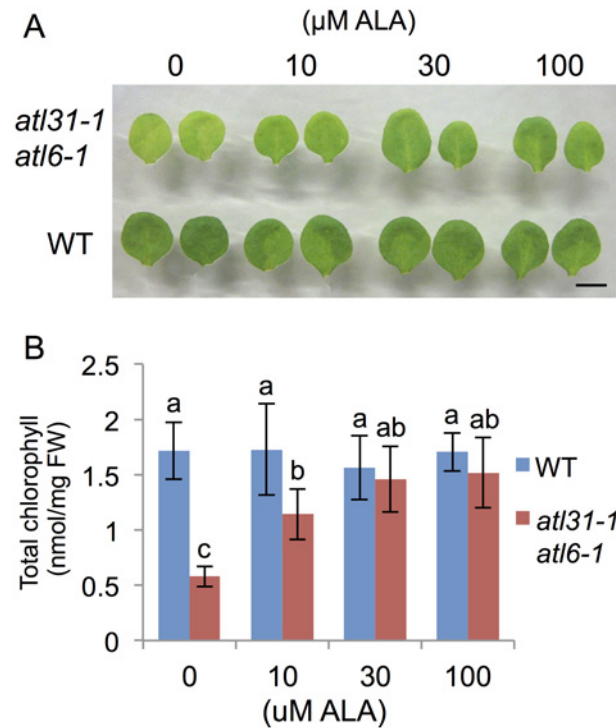 A
(µM ALA)
0 10 30 100
atl31-1
atl6-1
WT
B
Total chlorophyll
(nmol/mg FW)
2.5
2
1.5
1
0.5
0
a c a b a ab a ab
WT
atl31-1
atl6-1
0 10 30 100
(uM ALA)